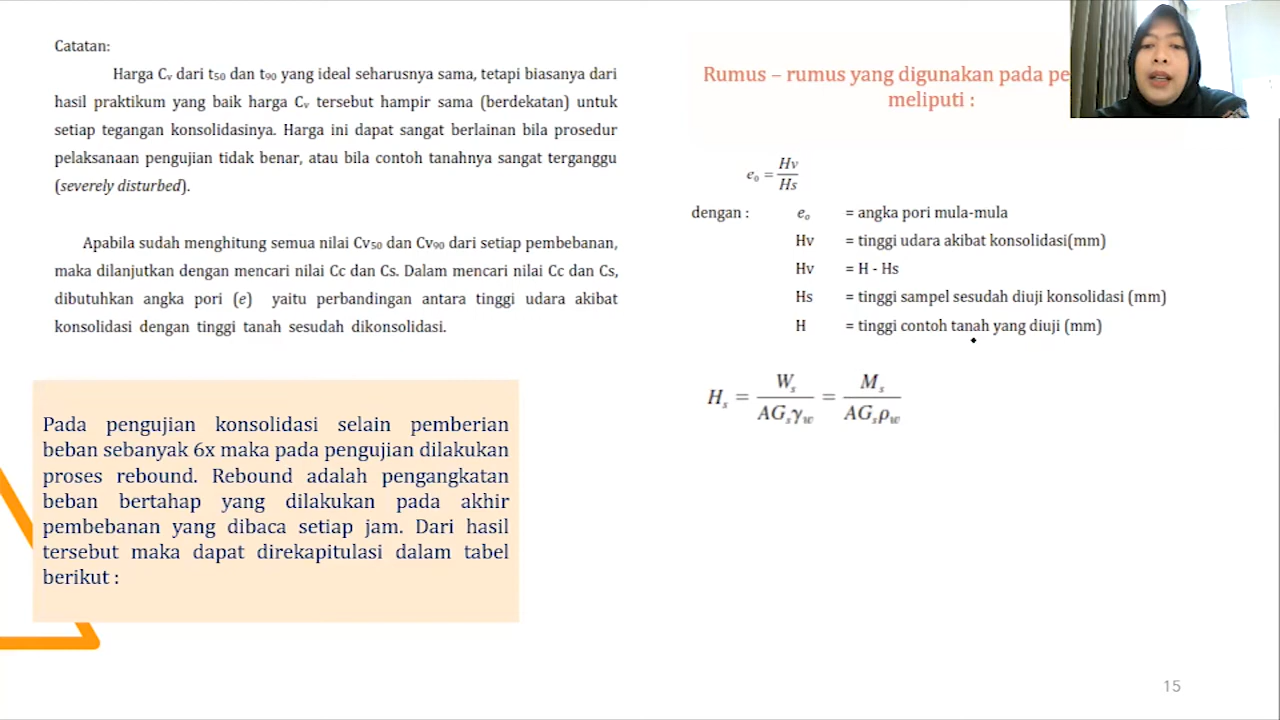 Catatan:
Harga Cᵥ dari t₅₀ dan t₉₀ yang ideal seharusnya sama, tetapi biasanya dari
hasil praktikum yang baik harga Cᵥ tersebut hampir sama (berdekatan) untuk
setiap tegangan konsolidasinya. Harga ini dapat sangat berlainan bila prosedur
pelaksanaan pengujian tidak benar, atau bila contoh tanahnya sangat terganggu
(severely disturbed).
Apabila sudah menghitung semua nilai Cv₅₀ dan Cv₉₀ dari setiap pembebanan,
maka dilanjutkan dengan mencari nilai Cc dan Cs. Dalam mencari nilai Cc dan Cs,
dibutuhkan angka pori (e) yaitu perbandingan antara tinggi udara akibat
konsolidasi dengan tinggi tanah sesudah dikonsolidasi.
Pada pengujian konsolidasi selain pemberian
beban sebanyak 6x maka pada pengujian dilakukan
proses rebound. Rebound adalah pengangkatan
beban bertahap yang dilakukan pada akhir
pembebanan yang dibaca setiap jam. Dari hasil
tersebut maka dapat direkapitulasi dalam tabel
berikut :
Rumus – rumus yang digunakan pada pe
meliputi :
eₒ = Hv / Hs
dengan : eₒ = angka pori mula-mula
Hv = tinggi udara akibat konsolidasi(mm)
Hv = H - Hs
Hs = tinggi sampel sesudah diuji konsolidasi (mm)
H = tinggi contoh tanah yang diuji (mm)
Hₛ = Wₛ / AGₛγw = Mₛ / AGₛρw
15